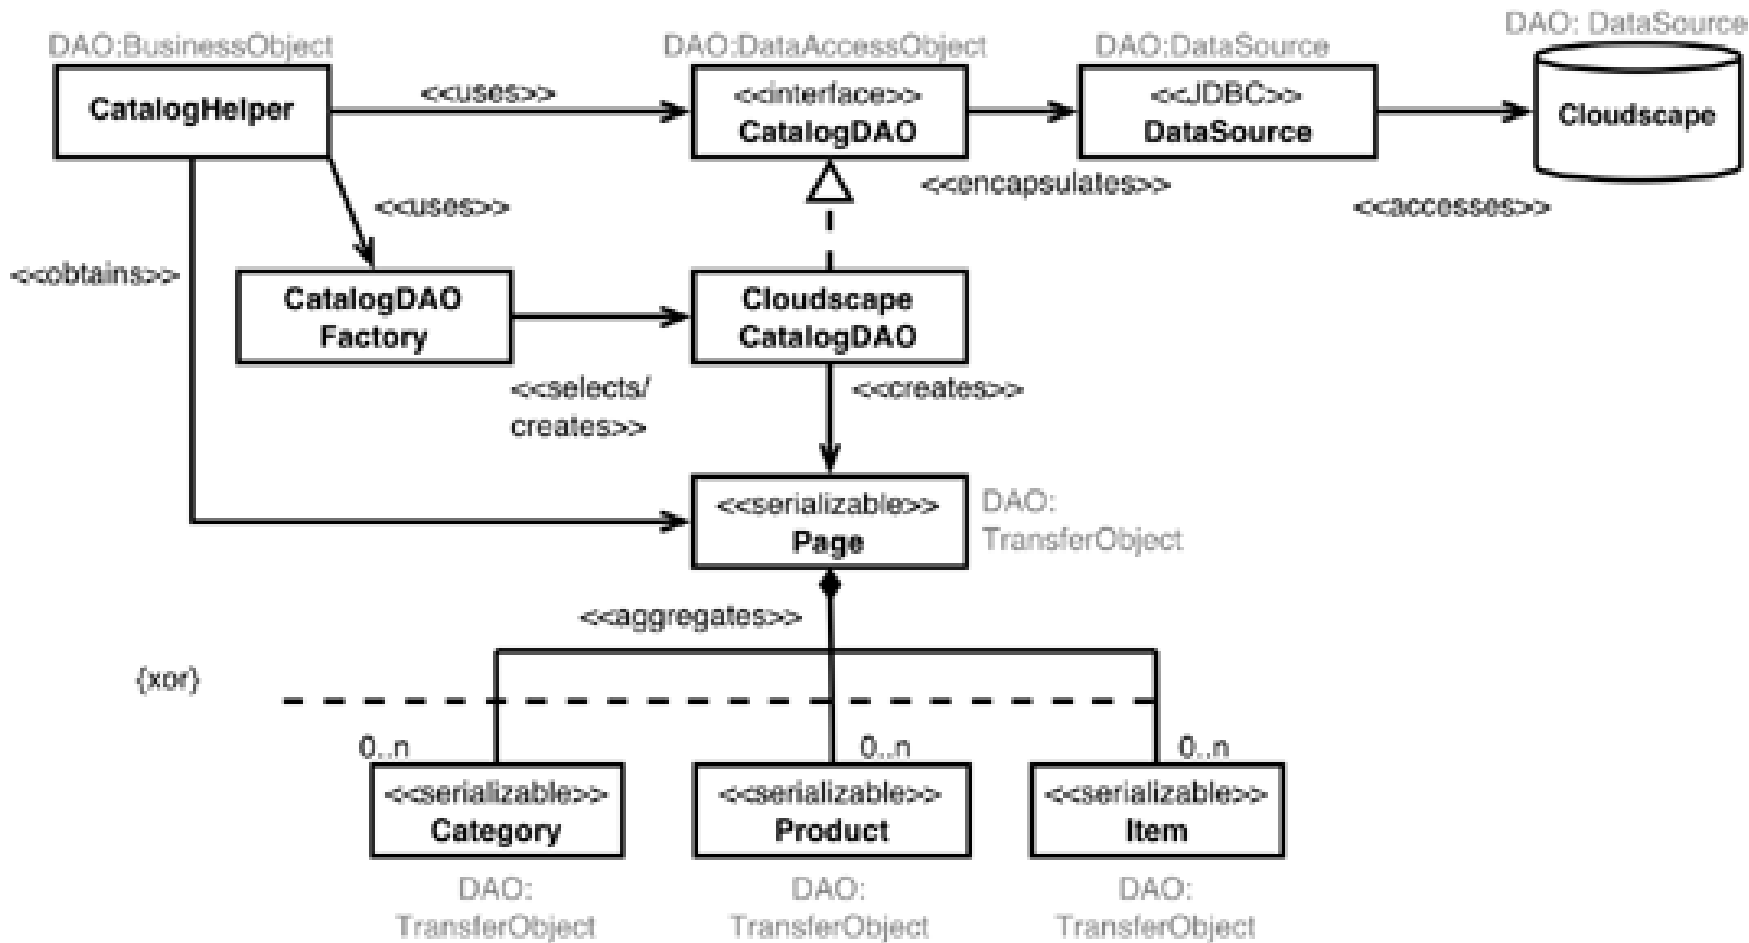 DAO:BusinessObject
DAO:DataAccessObject
DAO:DataSource
DAO: DataSource
CatalogHelper
<<uses>>
<<interface>>
CatalogDAO
<<JDBC>>
DataSource
Cloudscape
<<encapsulates>>
<<accesses>>
<<uses>>
<<obtains>>
CatalogDAO
Factory
Cloudscape
CatalogDAO
<<selects/
creates>>
<<creates>>
<<serializable>>
Page
DAO:
TransferObject
<<aggregates>>
{xor}
0..n
0..n
0..n
<<serializable>>
Category
<<serializable>>
Product
<<serializable>>
Item
DAO:
TransferObject
DAO:
TransferObject
DAO:
TransferObject